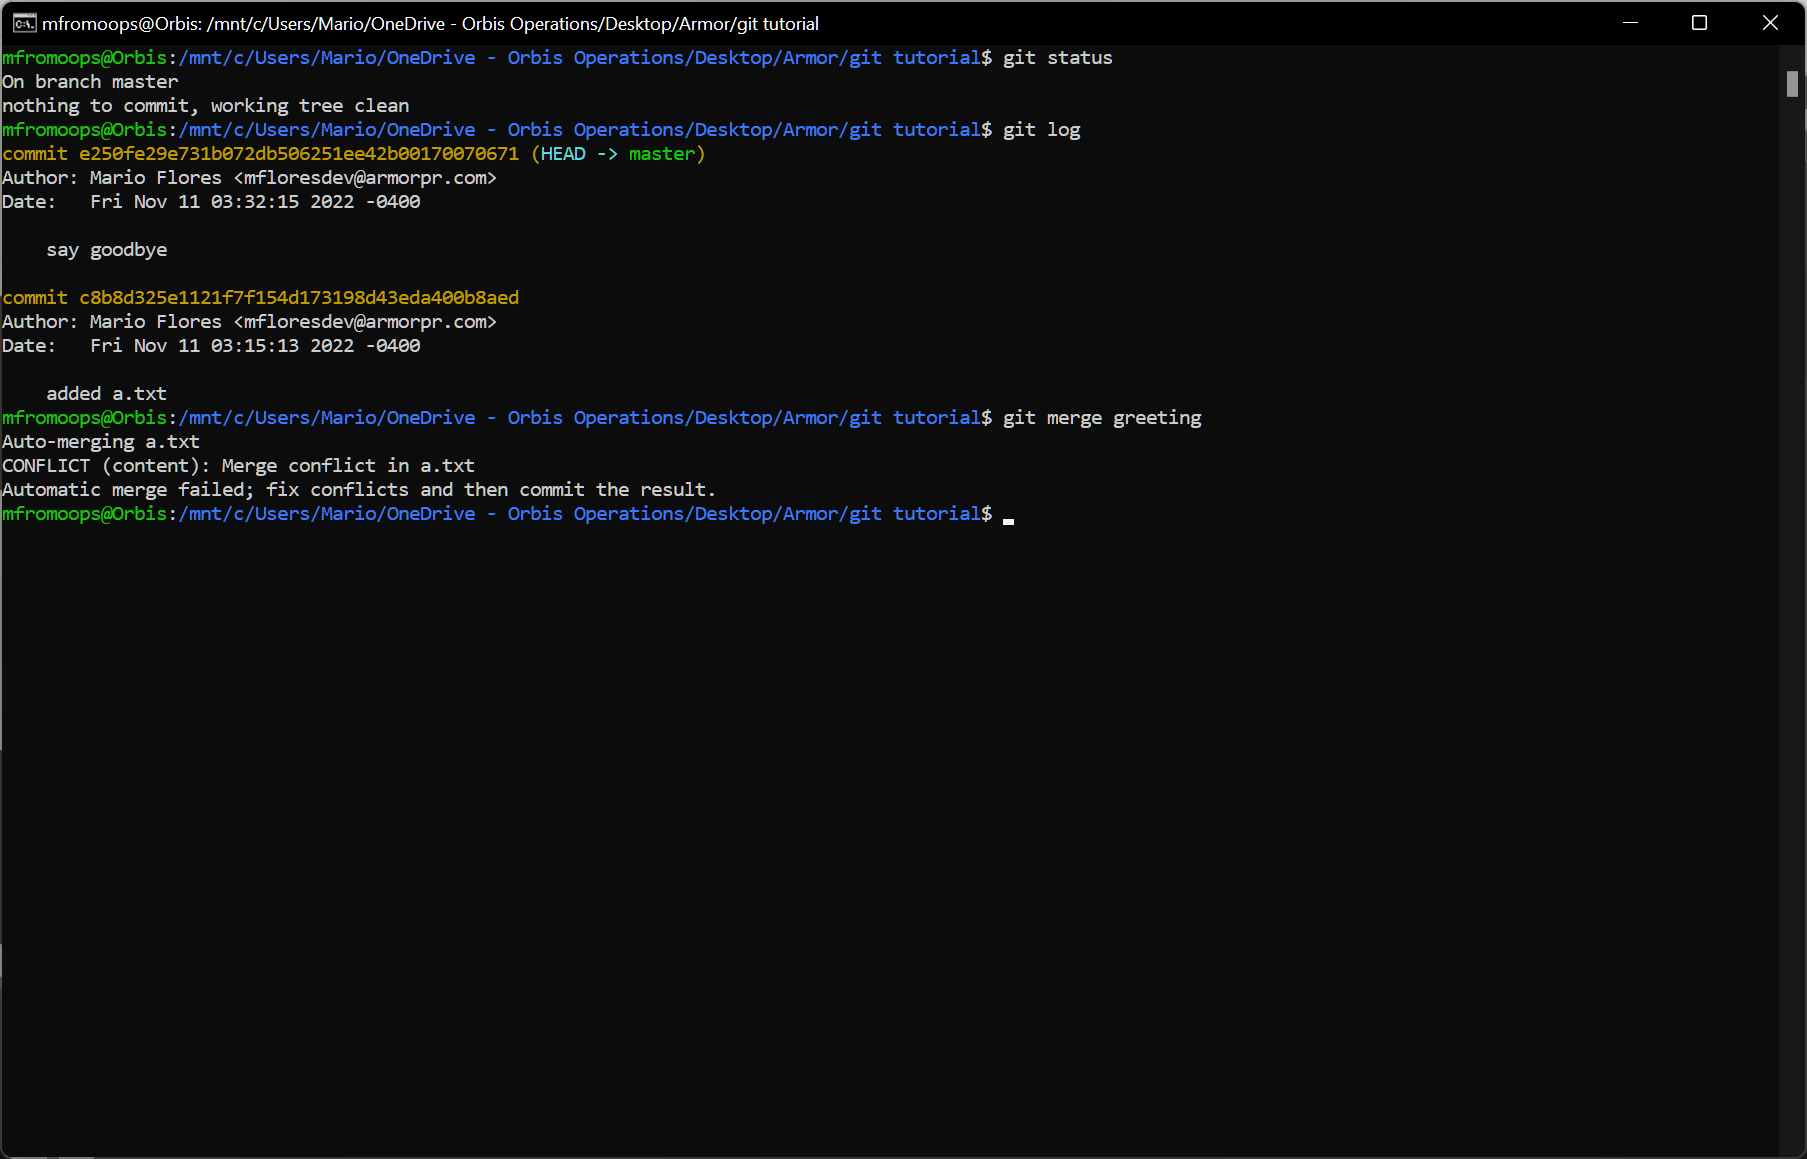 mfromoops@Orbis: /mnt/c/Users/Mario/OneDrive - Orbis Operations/Desktop/Armor/git tutorial
mfromoops@Orbis:/mnt/c/Users/Mario/OneDrive - Orbis Operations/Desktop/Armor/git tutorial$ git status
On branch master
nothing to commit, working tree clean
mfromoops@Orbis:/mnt/c/Users/Mario/OneDrive - Orbis Operations/Desktop/Armor/git tutorial$ git log
commit e250fe29e731b072db506251ee42b00170070671 (HEAD -> master)
Author: Mario Flores <mfloresdev@armorpr.com>
Date:   Fri Nov 11 03:32:15 2022 -0400

    say goodbye

commit c8b8d325e1121f7f154d173198d43eda400b8aed
Author: Mario Flores <mfloresdev@armorpr.com>
Date:   Fri Nov 11 03:15:13 2022 -0400

    added a.txt
mfromoops@Orbis:/mnt/c/Users/Mario/OneDrive - Orbis Operations/Desktop/Armor/git tutorial$ git merge greeting
Auto-merging a.txt
CONFLICT (content): Merge conflict in a.txt
Automatic merge failed; fix conflicts and then commit the result.
mfromoops@Orbis:/mnt/c/Users/Mario/OneDrive - Orbis Operations/Desktop/Armor/git tutorial$